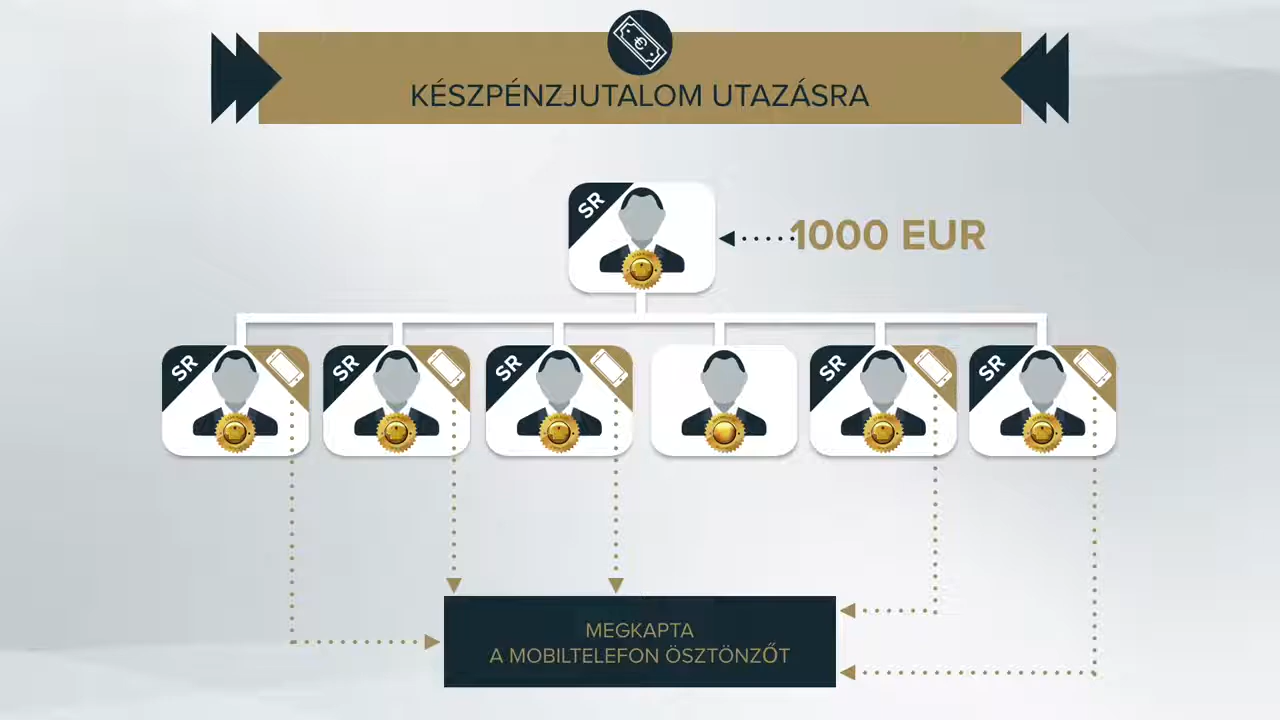 KÉSZPÉNZJUTALOM UTAZÁSRA
SR
1000 EUR
SR
SR
SR
SR
SR
MEGKAPTA
A MOBILTELEFON ÖSZTÖNZŐT